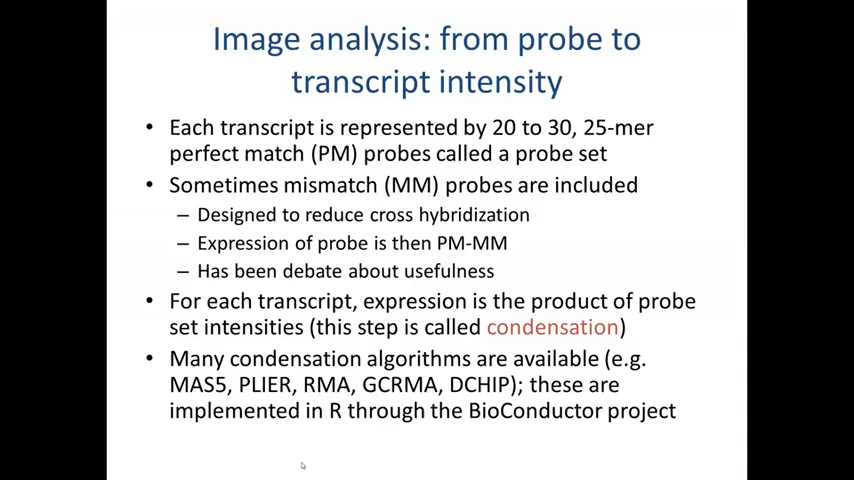 Image analysis: from probe to
transcript intensity
• Each transcript is represented by 20 to 30, 25-mer
perfect match (PM) probes called a probe set
• Sometimes mismatch (MM) probes are included
– Designed to reduce cross hybridization
– Expression of probe is then PM-MM
– Has been debate about usefulness
• For each transcript, expression is the product of probe
set intensities (this step is called condensation)
• Many condensation algorithms are available (e.g.
MAS5, PLIER, RMA, GCRMA, DCHIP); these are
implemented in R through the BioConductor project